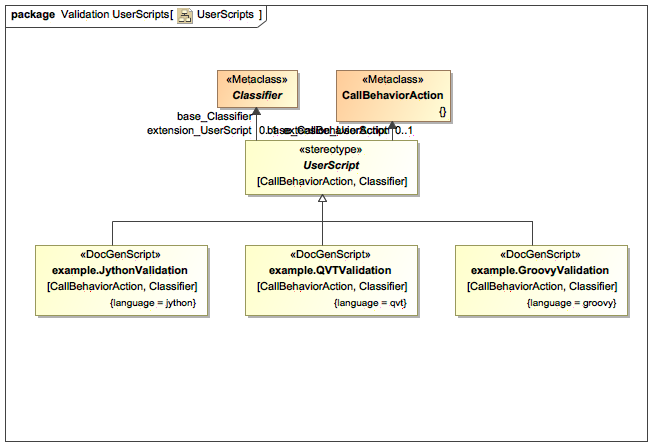 package Validation UserScripts[ UserScripts ]
«Metaclass»
Classifier
«Metaclass»
CallBehaviorAction
{}
base_Classifier
extension_UserScript 0..1
0..1
«stereotype»
UserScript
[CallBehaviorAction, Classifier]
«DocGenScript»
example.JythonValidation
[CallBehaviorAction, Classifier]
{language = jython}
«DocGenScript»
example.QVTValidation
[CallBehaviorAction, Classifier]
{language = qvt}
«DocGenScript»
example.GroovyValidation
[CallBehaviorAction, Classifier]
{language = groovy}